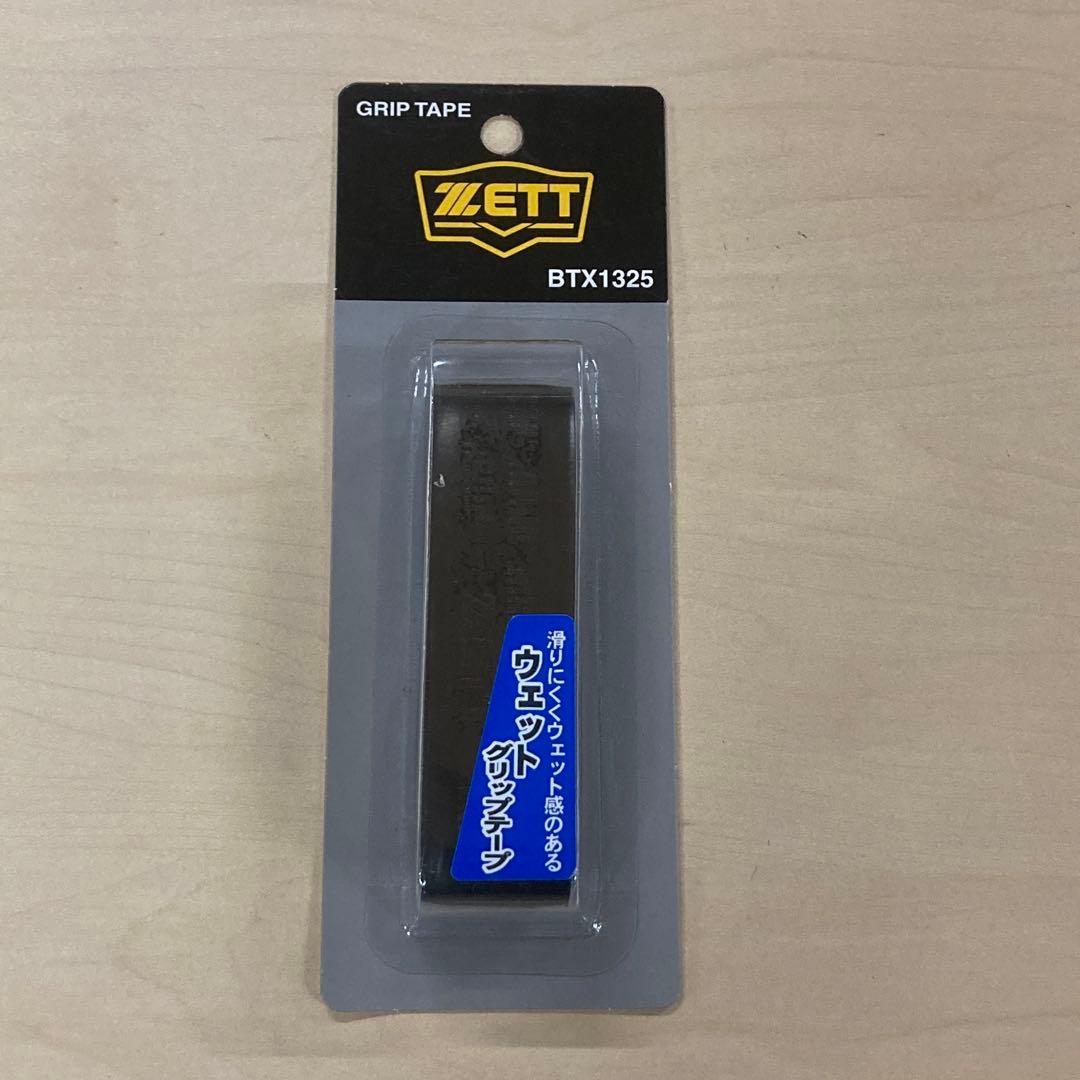 GRIP TAPE
ZETT
BTX1325
滑りにくくウェット感のある
ウェット
グリップテープ